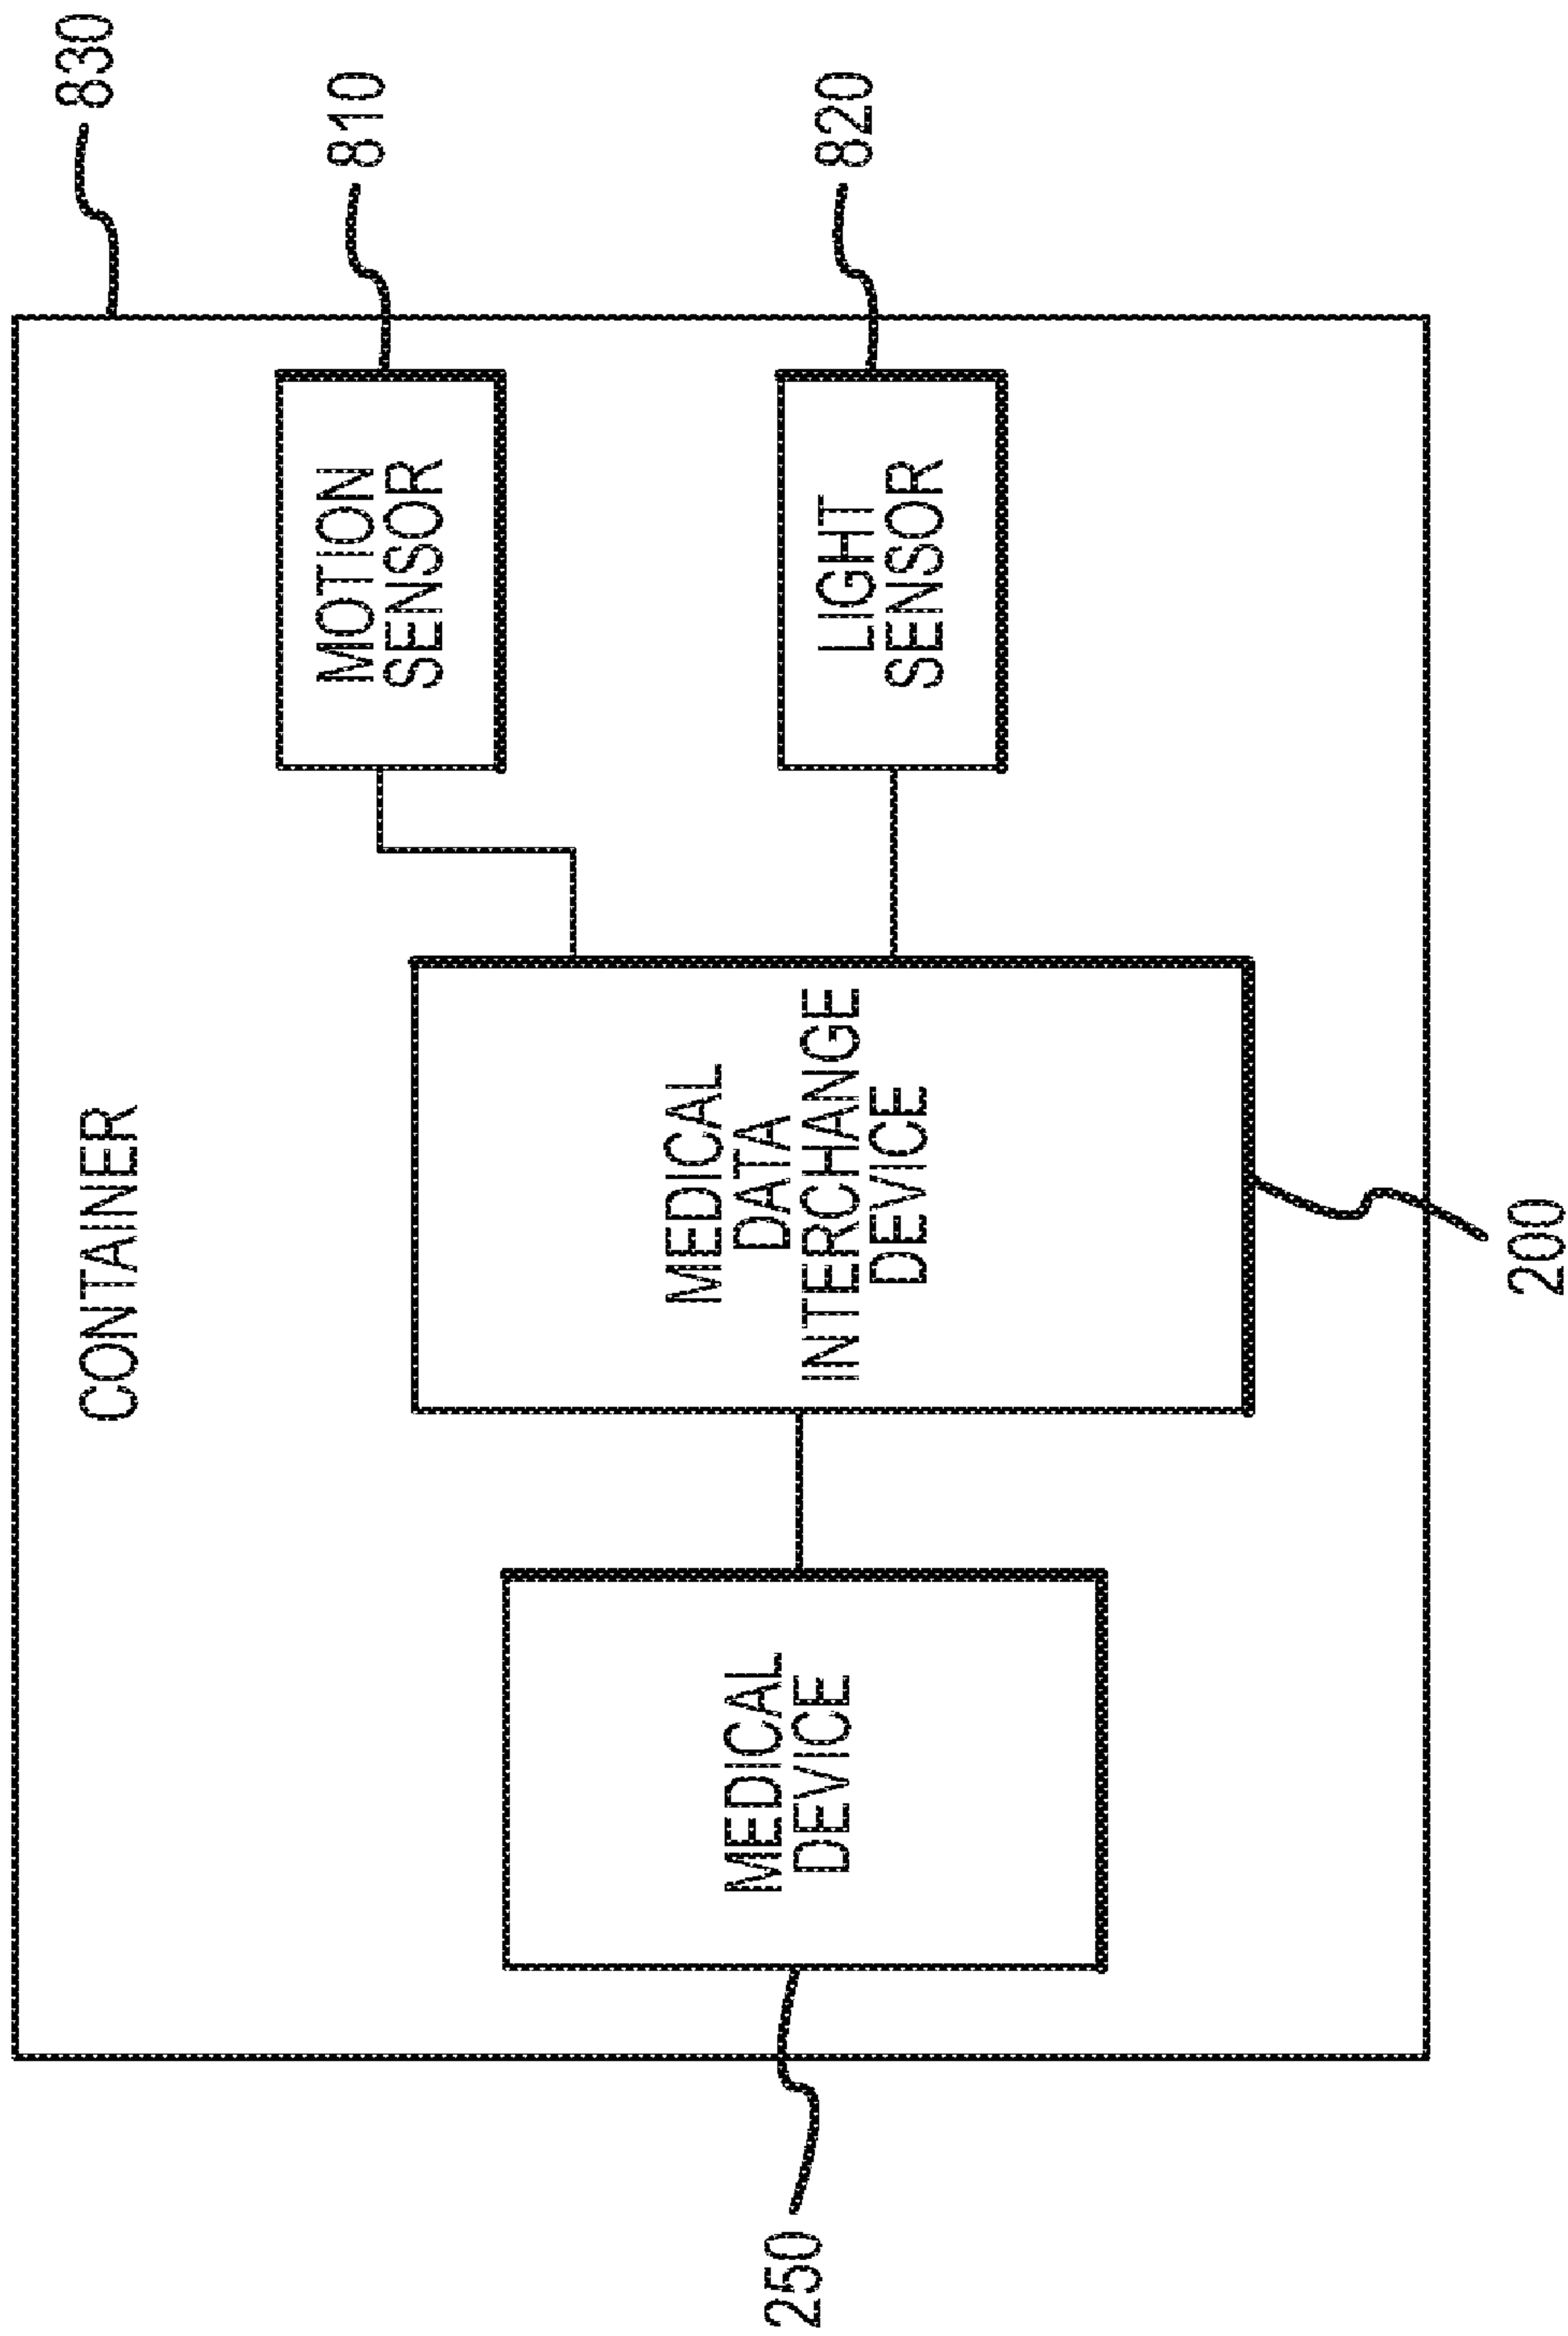 CONTAINER
830
MOTION
SENSOR
810
MEDICAL
DATA
INTERCHANGE
DEVICE
MEDICAL
DEVICE
LIGHT
SENSOR
820
250
200